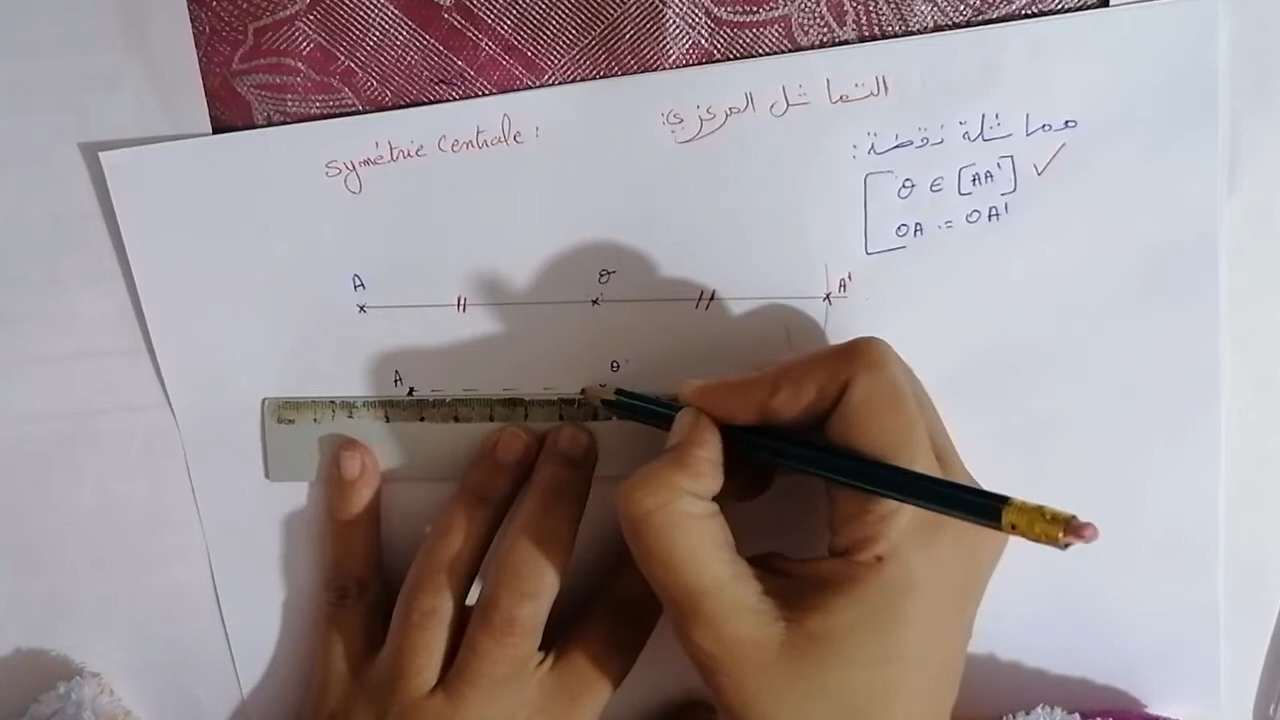 symétrie Centrale :
التماثل المركزي:
مماثلة نقطة :
O ∈ [AA']
OA = OA'
A O A'
A O